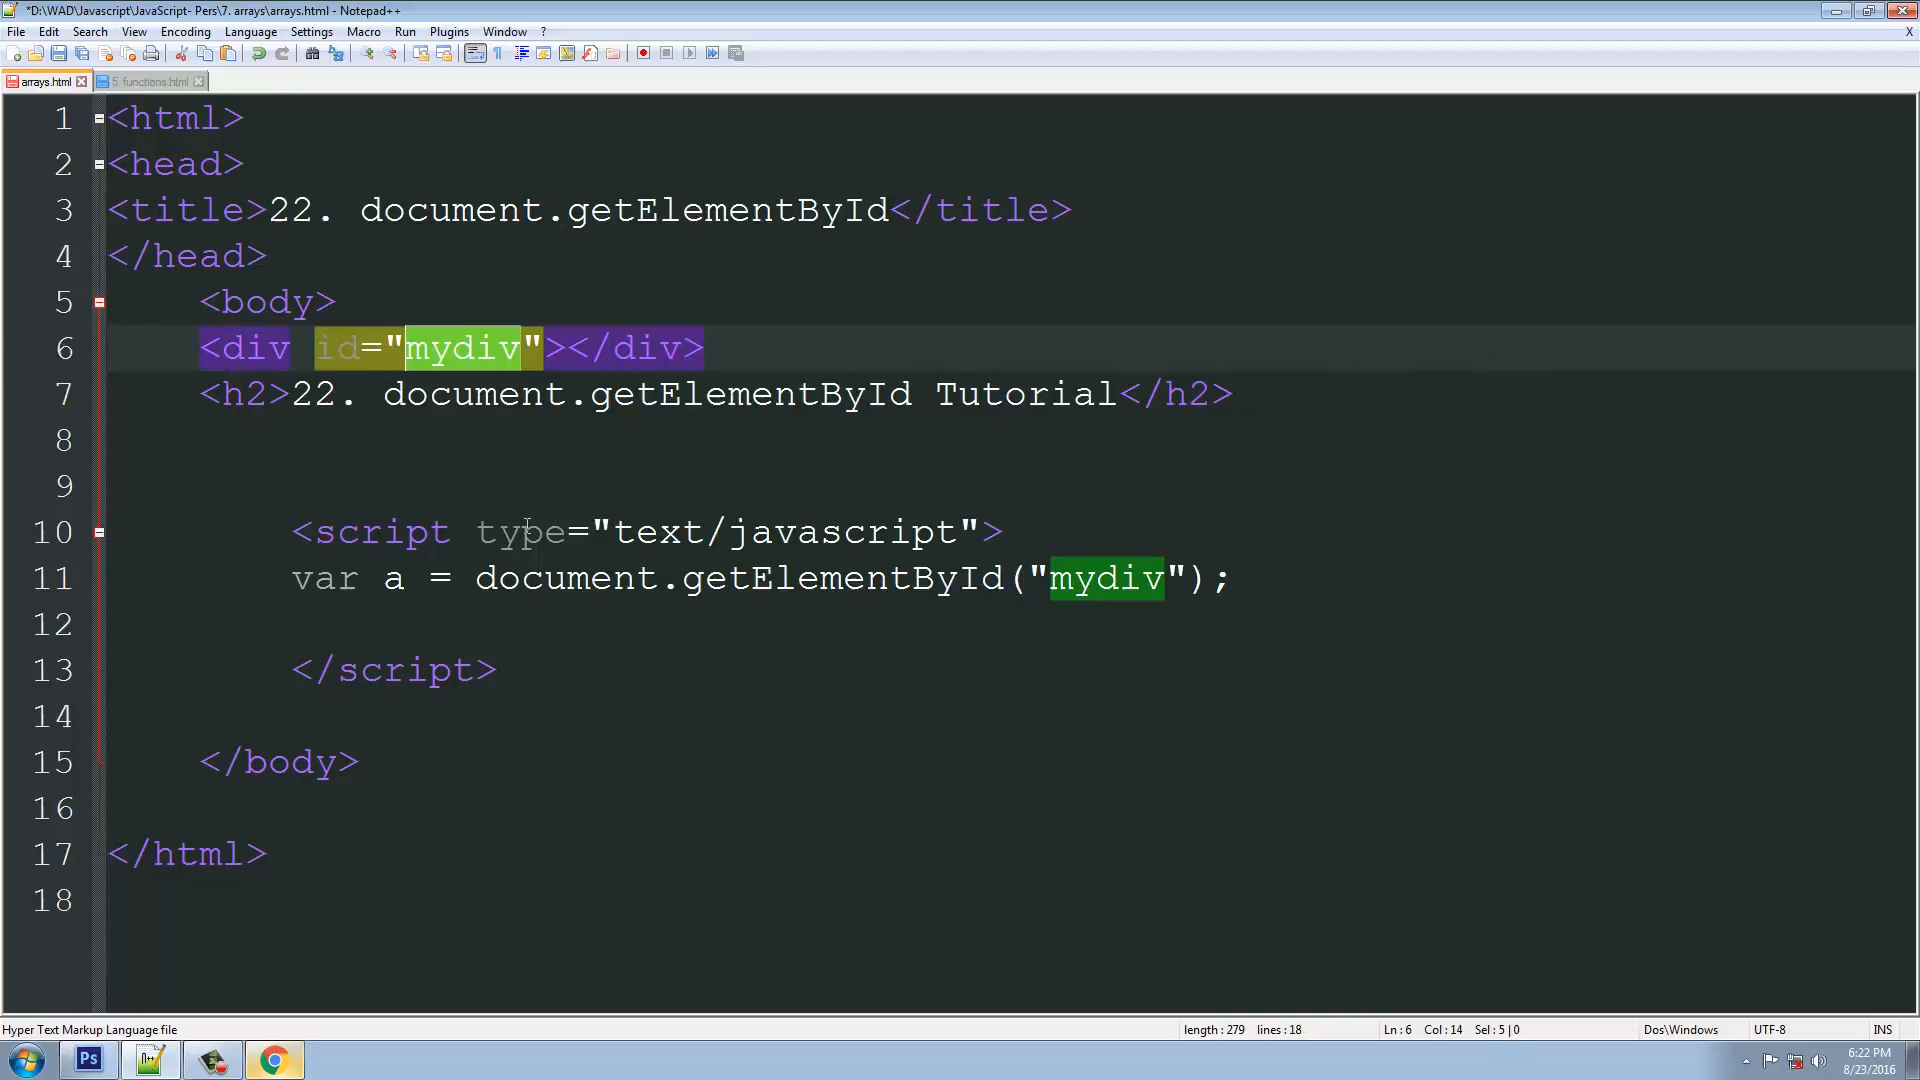 *D:\WAD\Javascript\JavaScript- Pers\7. arrays\arrays.html - Notepad++
File Edit Search View Encoding Language Settings Macro Run Plugins Window ? X
arrays.html 5. functions.html
1 <html>
2 <head>
3 <title>22. document.getElementById</title>
4 </head>
5 <body>
6 <div id="mydiv"></div>
7 <h2>22. document.getElementById Tutorial</h2>
8
9
10 <script type="text/javascript">
11 var a = document.getElementById("mydiv");
12
13 </script>
14
15 </body>
16
17 </html>
18
Hyper Text Markup Language file length : 279 lines : 18 Ln : 6 Col : 14 Sel : 5 | 0 Dos\Windows UTF-8 INS
Ps
6:22 PM
8/23/2016